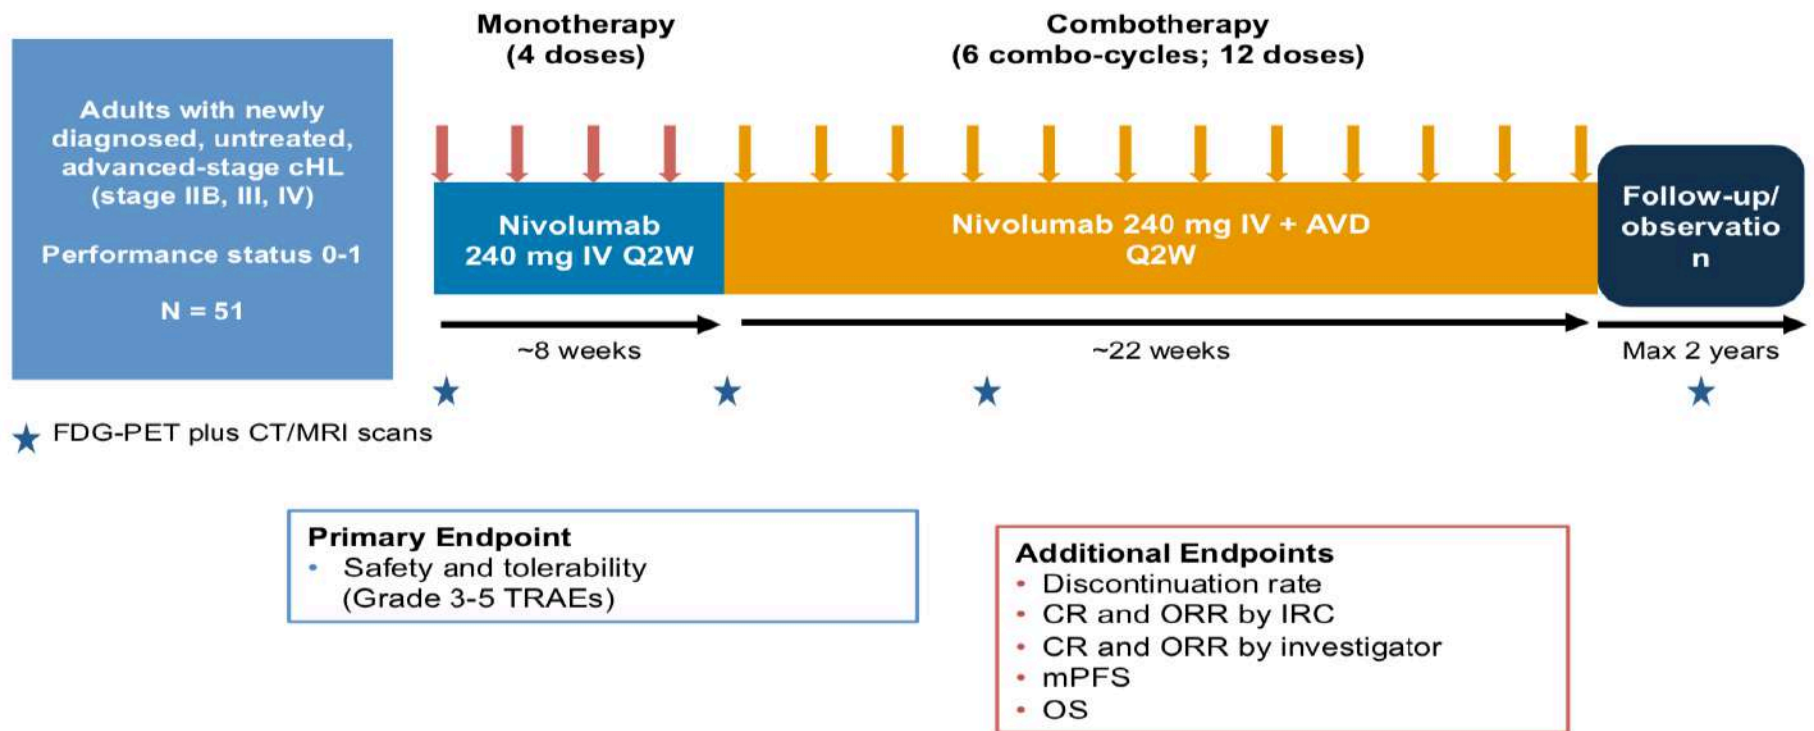 Monotherapy
(4 doses)
Combotherapy
(6 combo-cycles; 12 doses)
Adults with newly
diagnosed, untreated,
advanced-stage cHL
(stage IIB, III, IV)
Performance status 0-1
N = 51
Nivolumab
240 mg IV Q2W
Nivolumab 240 mg IV + AVD
Q2W
Follow-up/
observatio
n
~8 weeks
~22 weeks
Max 2 years
FDG-PET plus CT/MRI scans
Primary Endpoint
• Safety and tolerability
(Grade 3-5 TRAEs)
Additional Endpoints
• Discontinuation rate
• CR and ORR by IRC
• CR and ORR by investigator
• mPFS
• OS